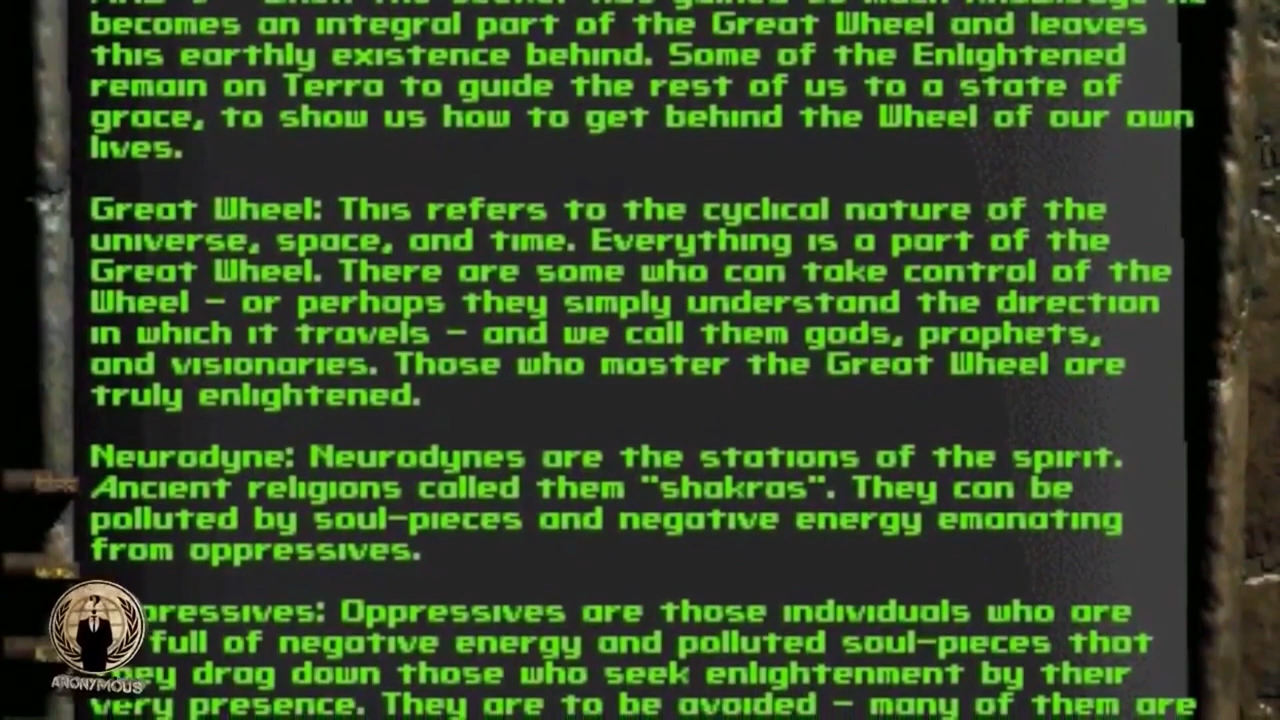 becomes an integral part of the Great Wheel and leaves
this earthly existence behind. Some of the Enlightened
remain on Terra to guide the rest of us to a state of
grace, to show us how to get behind the Wheel of our own
lives.
Great Wheel: This refers to the cyclical nature of the
universe, space, and time. Everything is a part of the
Great Wheel. There are some who can take control of the
Wheel - or perhaps they simply understand the direction
in which it travels - and we call them gods, prophets,
and visionaries. Those who master the Great Wheel are
truly enlightened.
Neurodyne: Neurodynes are the stations of the spirit.
Ancient religions called them "shakras". They can be
polluted by soul-pieces and negative energy emanating
from oppressives.
pressives: Oppressives are those individuals who are
full of negative energy and polluted soul-pieces that
they drag down those who seek enlightenment by their
very presence. They are to be avoided - many of them are
ANONYMOUS